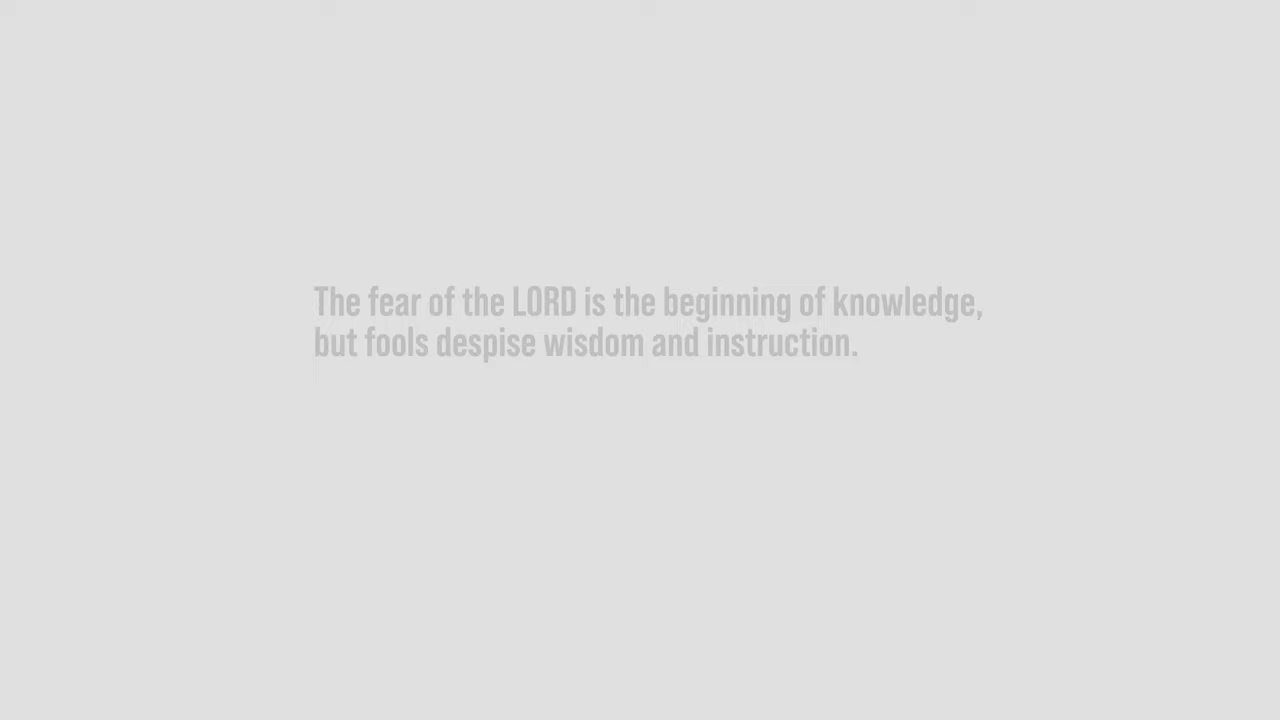 The fear of the LORD is the beginning of knowledge,
but fools despise wisdom and instruction.